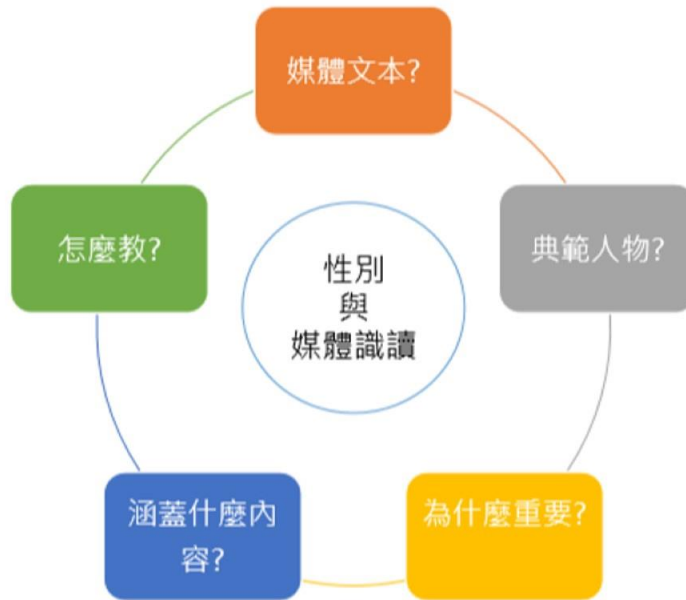 媒體文本?
怎麼教?
典範人物?
性別
與
媒體識讀
涵蓋什麼內
容?
為什麼重要?